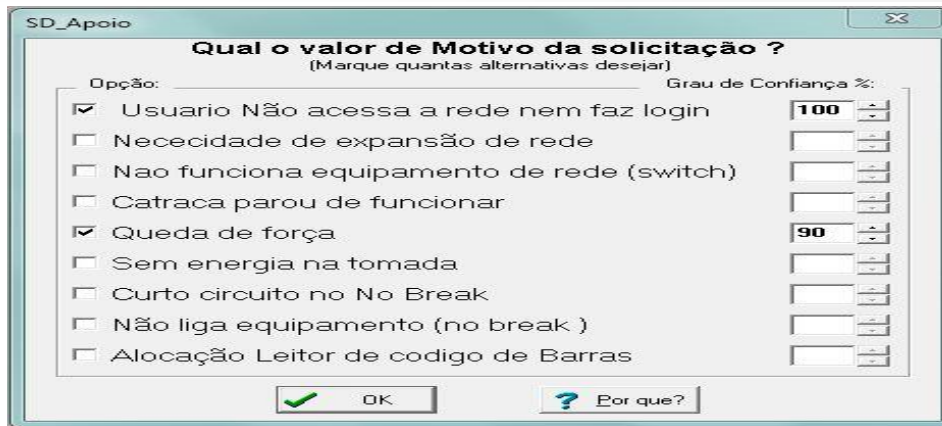 SD_Apoio
Qual o valor de Motivo da solicitação ?
(Marque quantas alternativas desejar)
Opção: Grau de Confiança %:
Usuario Não acessa a rede nem faz login 100
Nececidade de expansão de rede
Nao funciona equipamento de rede (switch)
Catraca parou de funcionar
Queda de força 90
Sem energia na tomada
Curto circuito no No Break
Não liga equipamento (no break )
Alocação Leitor de codigo de Barras
OK Por que?